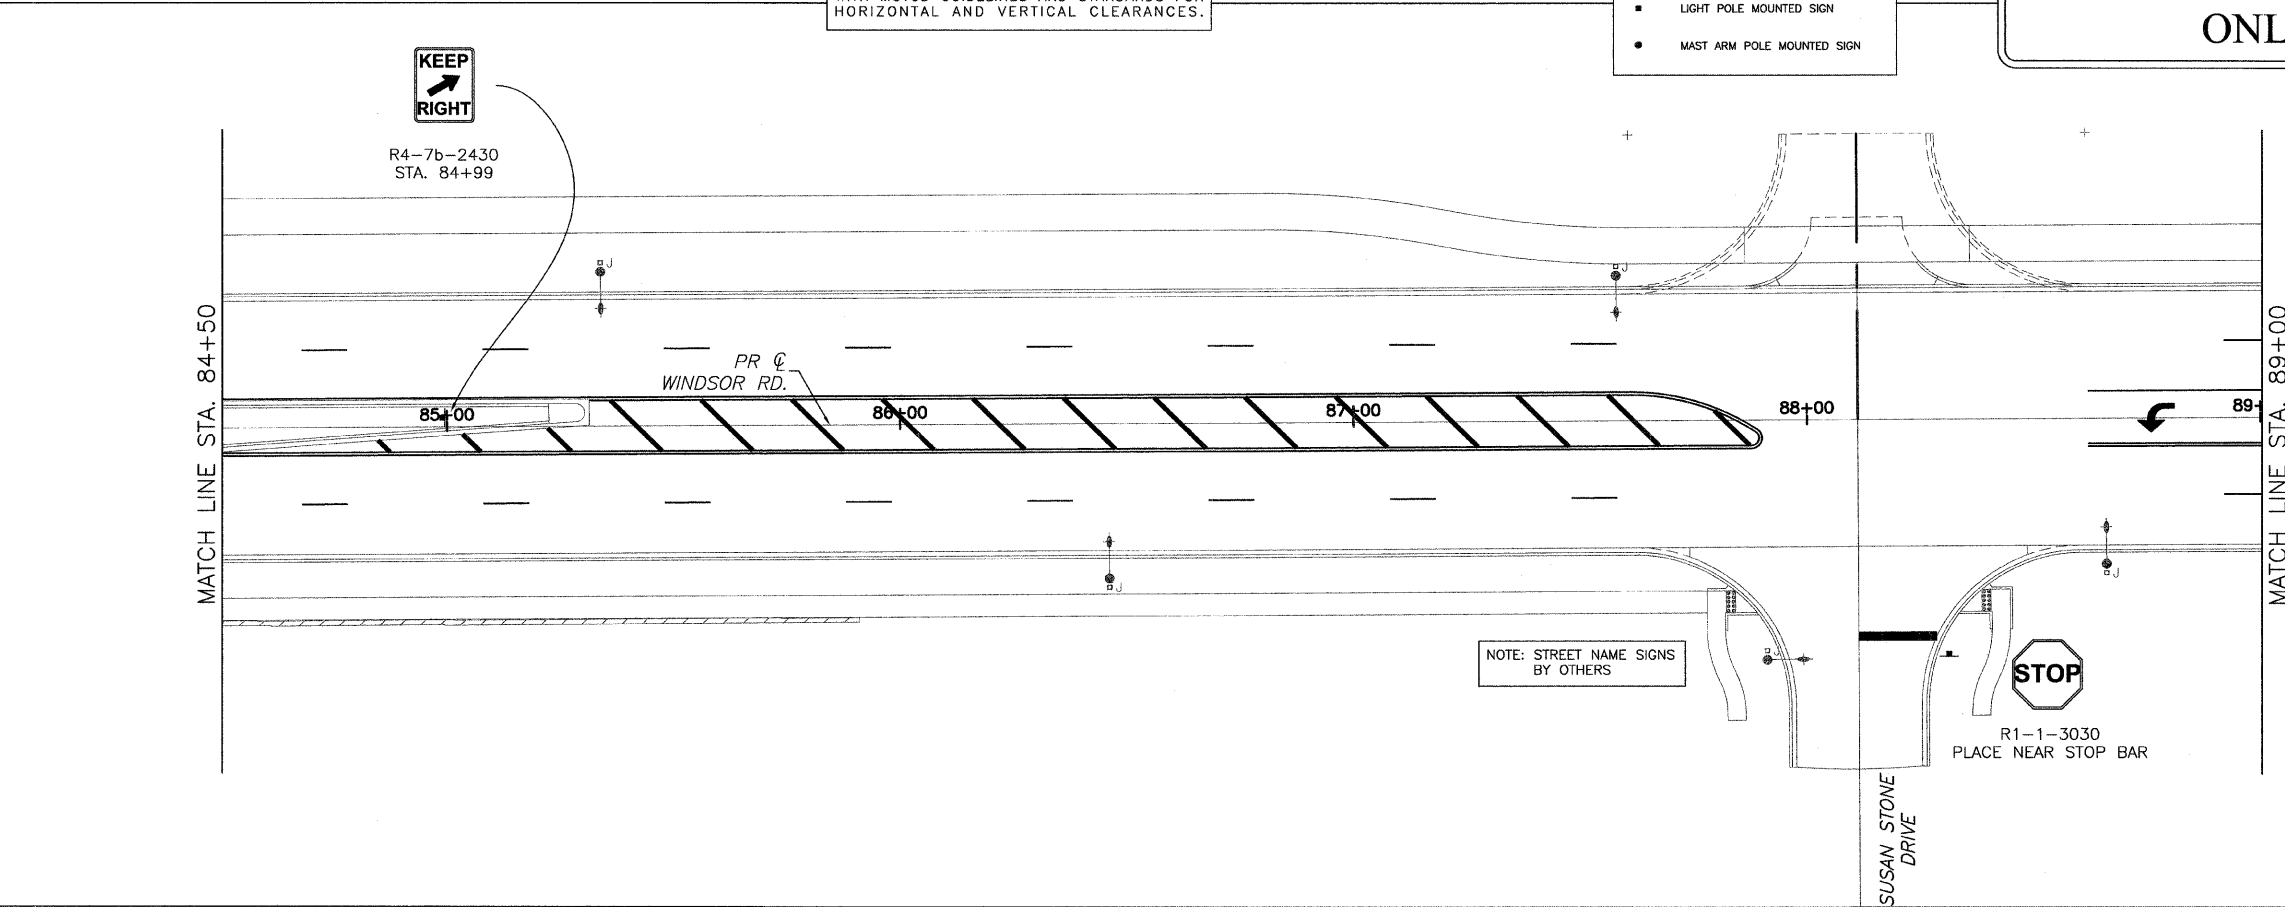 HORIZONTAL AND VERTICAL CLEARANCES.
LIGHT POLE MOUNTED SIGN
MAST ARM POLE MOUNTED SIGN
ONL
KEEP
RIGHT
R4-7b-2430
STA. 84+99
MATCH LINE STA. 84+50
J
J
PR ℄
WINDSOR RD.
85+00
86+00
87+00
88+00
89+
MATCH LINE STA. 89+00
J
J
NOTE: STREET NAME SIGNS
BY OTHERS
J
STOP
R1-1-3030
PLACE NEAR STOP BAR
SUSAN STONE
DRIVE